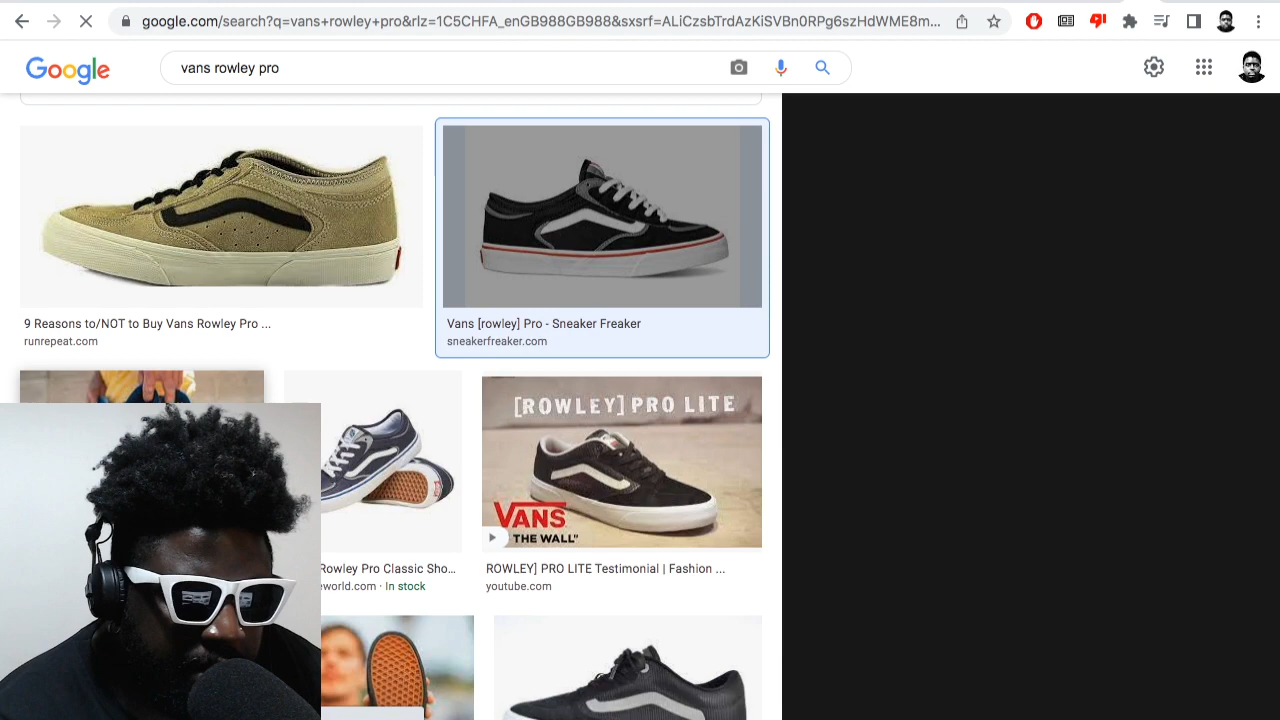 google.com/search?q=vans+rowley+pro&rlz=1C5CHFA_enGB988GB988&sxsrf=ALiCzsbTrdAzKiSVBn0RPg6szHdWME8m...
Google
vans rowley pro
9 Reasons to/NOT to Buy Vans Rowley Pro ...
runrepeat.com
Vans [rowley] Pro - Sneaker Freaker
sneakerfreaker.com
[ROWLEY] PRO LITE
VANS
THE WALL"
Rowley Pro Classic Sho...
eworld.com · In stock
ROWLEY] PRO LITE Testimonial | Fashion ...
youtube.com